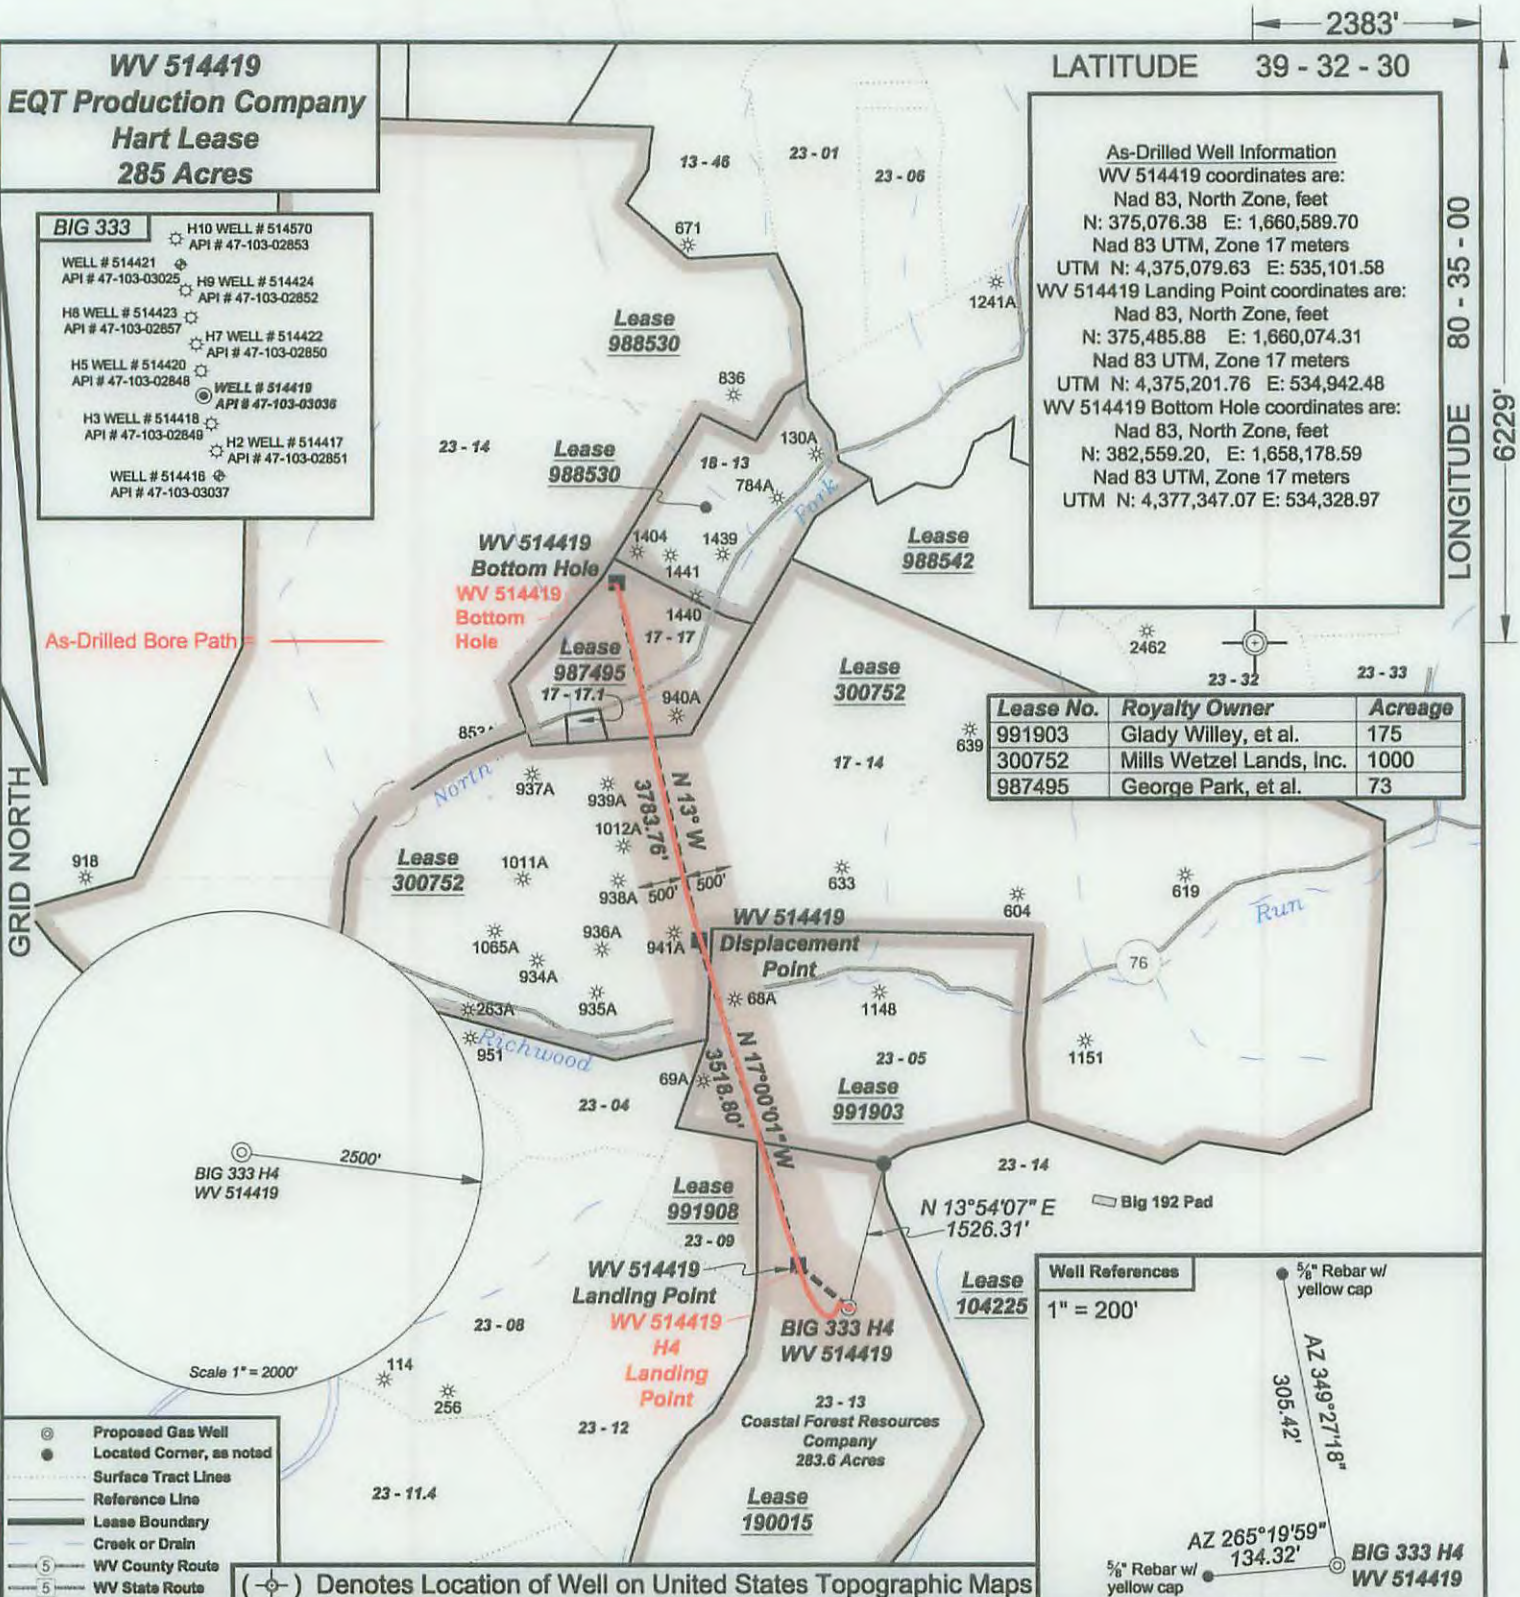 2383'
WV 514419
EQT Production Company
Hart Lease
285 Acres
LATITUDE 39 - 32 - 30
LONGITUDE 80 - 35 - 00
6229'
As-Drilled Well Information
WV 514419 coordinates are:
Nad 83, North Zone, feet
N: 375,076.38 E: 1,660,589.70
Nad 83 UTM, Zone 17 meters
UTM N: 4,375,079.63 E: 535,101.58
WV 514419 Landing Point coordinates are:
Nad 83, North Zone, feet
N: 375,485.88 E: 1,660,074.31
Nad 83 UTM, Zone 17 meters
UTM N: 4,375,201.76 E: 534,942.48
WV 514419 Bottom Hole coordinates are:
Nad 83, North Zone, feet
N: 382,559.20, E: 1,658,178.59
Nad 83 UTM, Zone 17 meters
UTM N: 4,377,347.07 E: 534,328.97
BIG 333
H10 WELL # 514570
API # 47-103-02853
WELL # 514421
API # 47-103-03025
H9 WELL # 514424
API # 47-103-02852
H8 WELL # 514423
API # 47-103-02857
H7 WELL # 514422
API # 47-103-02850
H5 WELL # 514420
API # 47-103-02848
WELL # 514419
API # 47-103-03036
H3 WELL # 514418
API # 47-103-02849
H2 WELL # 514417
API # 47-103-02851
WELL # 514416
API # 47-103-03037
13 - 46
23 - 01
23 - 06
671
1241A
Lease
988530
836
23 - 14
Lease
988530
18 - 13
130A
784A
Fork
1404
1439
1441
1440
WV 514419
Bottom Hole
WV 514419
Bottom
Hole
As-Drilled Bore Path =
Lease
988542
17 - 17
Lease
987495
17 - 17.1
940A
Lease
300752
2462
23 - 32
23 - 33
639
17 - 14
Lease No. Royalty Owner Acreage
991903 Glady Willey, et al. 175
300752 Mills Wetzel Lands, Inc. 1000
987495 George Park, et al. 73
GRID NORTH
853A
North
937A
939A
1012A
N 13° W
3783.76'
918
Lease
300752
1011A
938A
500'
500'
633
604
619
Run
76
1065A
936A
941A
934A
WV 514419
Displacement
Point
935A
263A
951
Richwood
68A
1148
1151
23 - 05
Lease
991903
69A
23 - 04
N 17°00'01" W
3518.80'
2500'
BIG 333 H4
WV 514419
Scale 1" = 2000'
Lease
991908
23 - 09
23 - 14
N 13°54'07" E
1526.31'
Big 192 Pad
WV 514419
Landing Point
WV 514419
H4
Landing
Point
BIG 333 H4
WV 514419
Lease
104225
23 - 08
114
256
23 - 12
23 - 13
Coastal Forest Resources
Company
283.6 Acres
23 - 11.4
Lease
190015
Well References
1" = 200'
5/8" Rebar w/
yellow cap
AZ 349°27'18"
305.42'
AZ 265°19'59"
134.32'
5/8" Rebar w/
yellow cap
BIG 333 H4
WV 514419
Proposed Gas Well
Located Corner, as noted
Surface Tract Lines
Reference Line
Lease Boundary
Creek or Drain
5 WV County Route
5 WV State Route
( ) Denotes Location of Well on United States Topographic Maps